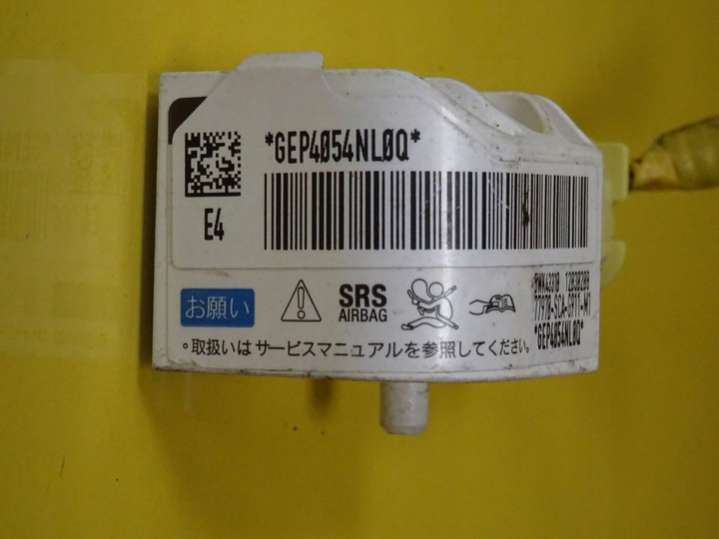 *GEP4054NL0Q*
E4
お願い
SRS
AIRBAG
*GEP4054NL0Q*
。取扱いはサービスマニュアルを参照してください。